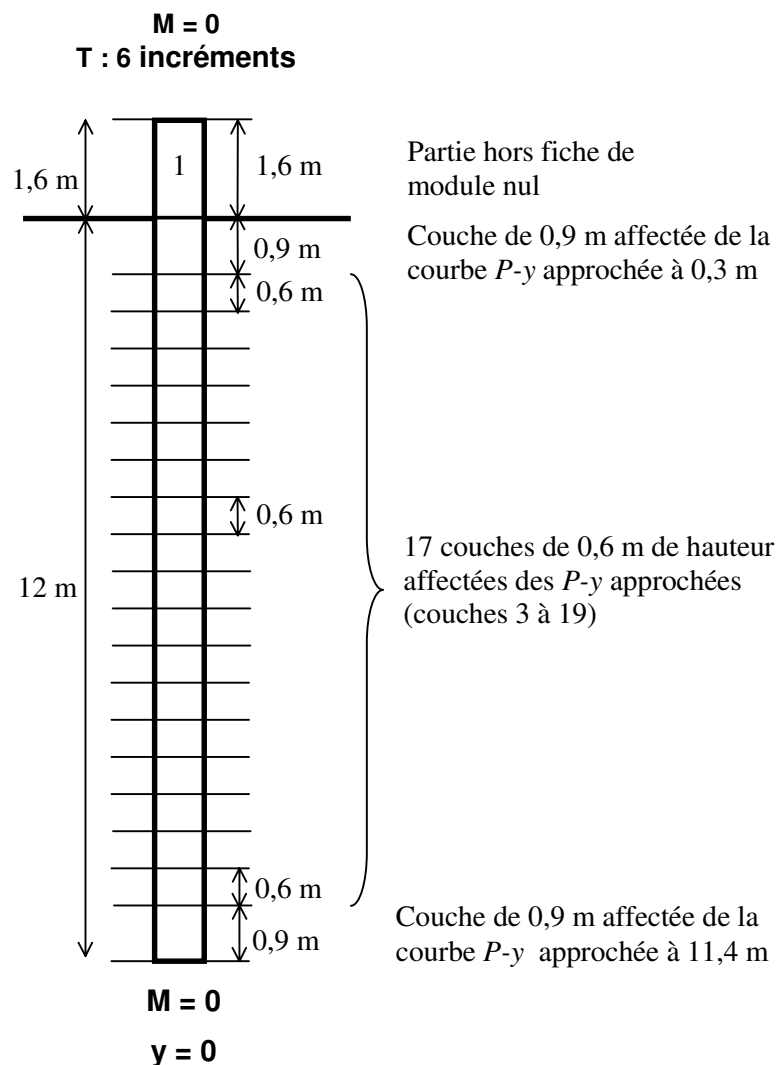 M = 0
T : 6 incréments
1,6 m
1
1,6 m
Partie hors fiche de
module nul
0,9 m
Couche de 0,9 m affectée de la
courbe P-y approchée à 0,3 m
0,6 m
0,6 m
12 m
17 couches de 0,6 m de hauteur
affectées des P-y approchées
(couches 3 à 19)
0,6 m
0,9 m
Couche de 0,9 m affectée de la
courbe P-y approchée à 11,4 m
M = 0
y = 0